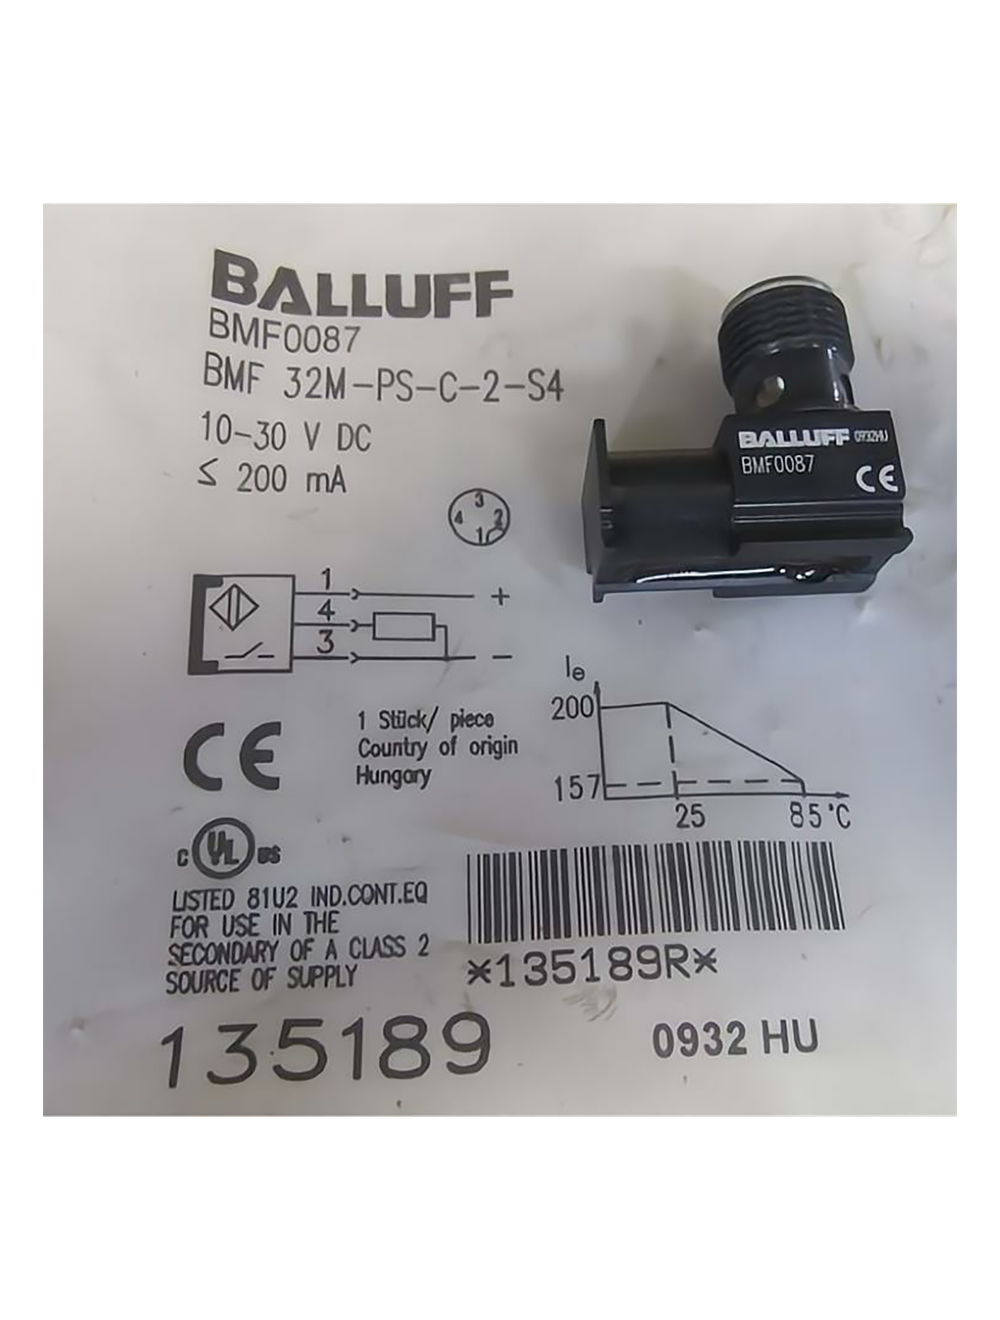 BALLUFF
BMF0087
BMF 32M-PS-C-2-S4
10-30 V DC
≤ 200 mA
BALLUFF 0932HU
BMF0087
CE
3
4 2
1
1 +
4
3 -
CE
1 Stück/ piece
Country of origin
Hungary
Ie
200
157
25 85°C
C UL US
LISTED 81U2 IND.CONT.EQ
FOR USE IN THE
SECONDARY OF A CLASS 2
SOURCE OF SUPPLY
*135189R*
135189
0932 HU